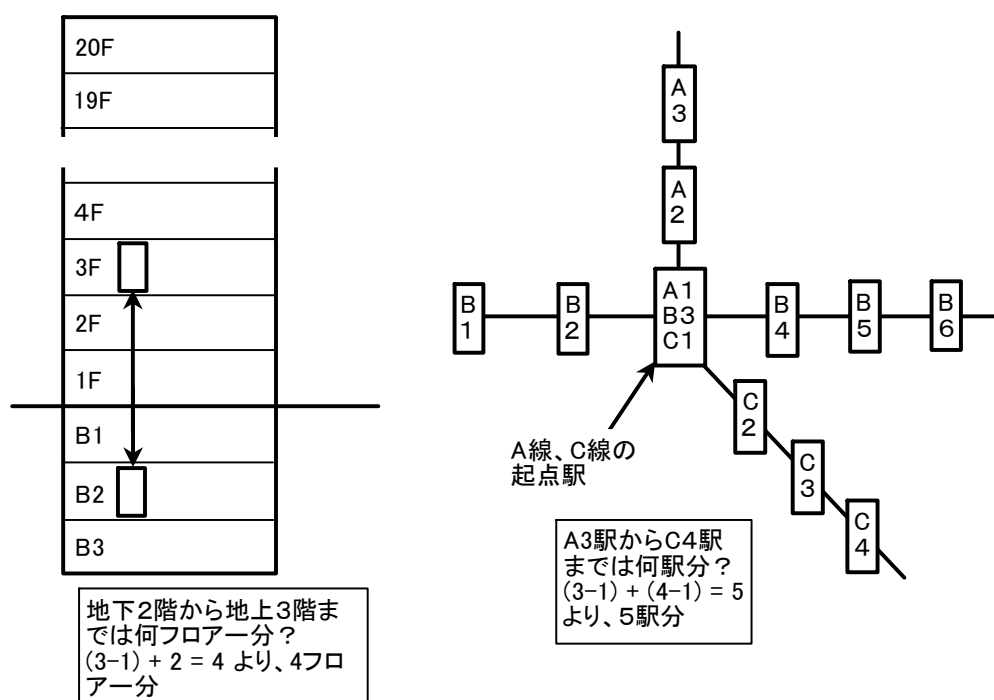 20F
19F
4F
3F
2F
1F
B1
B2
B3
地下２階から地上３階ま
では何フロアー分？
(3-1) + 2 = 4 より、4フロ
アー分
A
3
A
2
B
1
B
2
A1
B3
C1
B
4
B
5
B
6
C
2
C
3
C
4
A線、C線の
起点駅
A3駅からC4駅
までは何駅分？
(3-1) + (4-1) = 5
より、５駅分